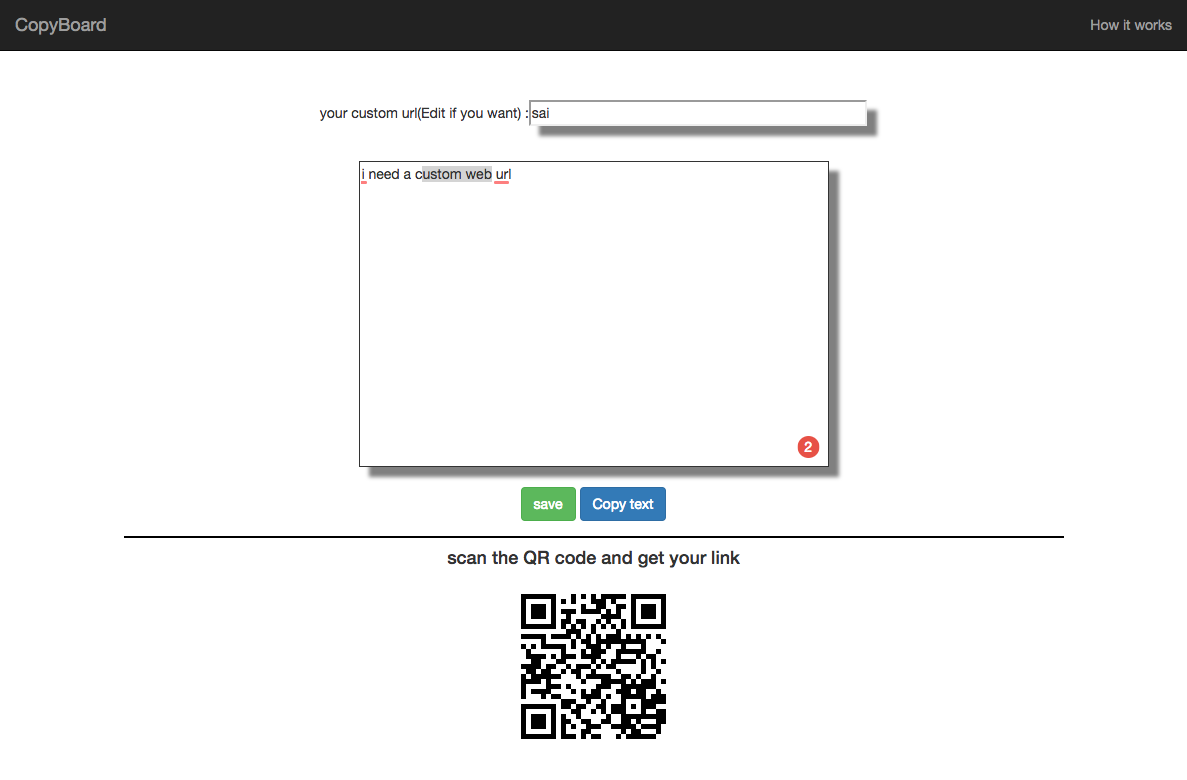 CopyBoard
How it works
your custom url(Edit if you want) :sai
i need a custom web url
2
save
Copy text
scan the QR code and get your link